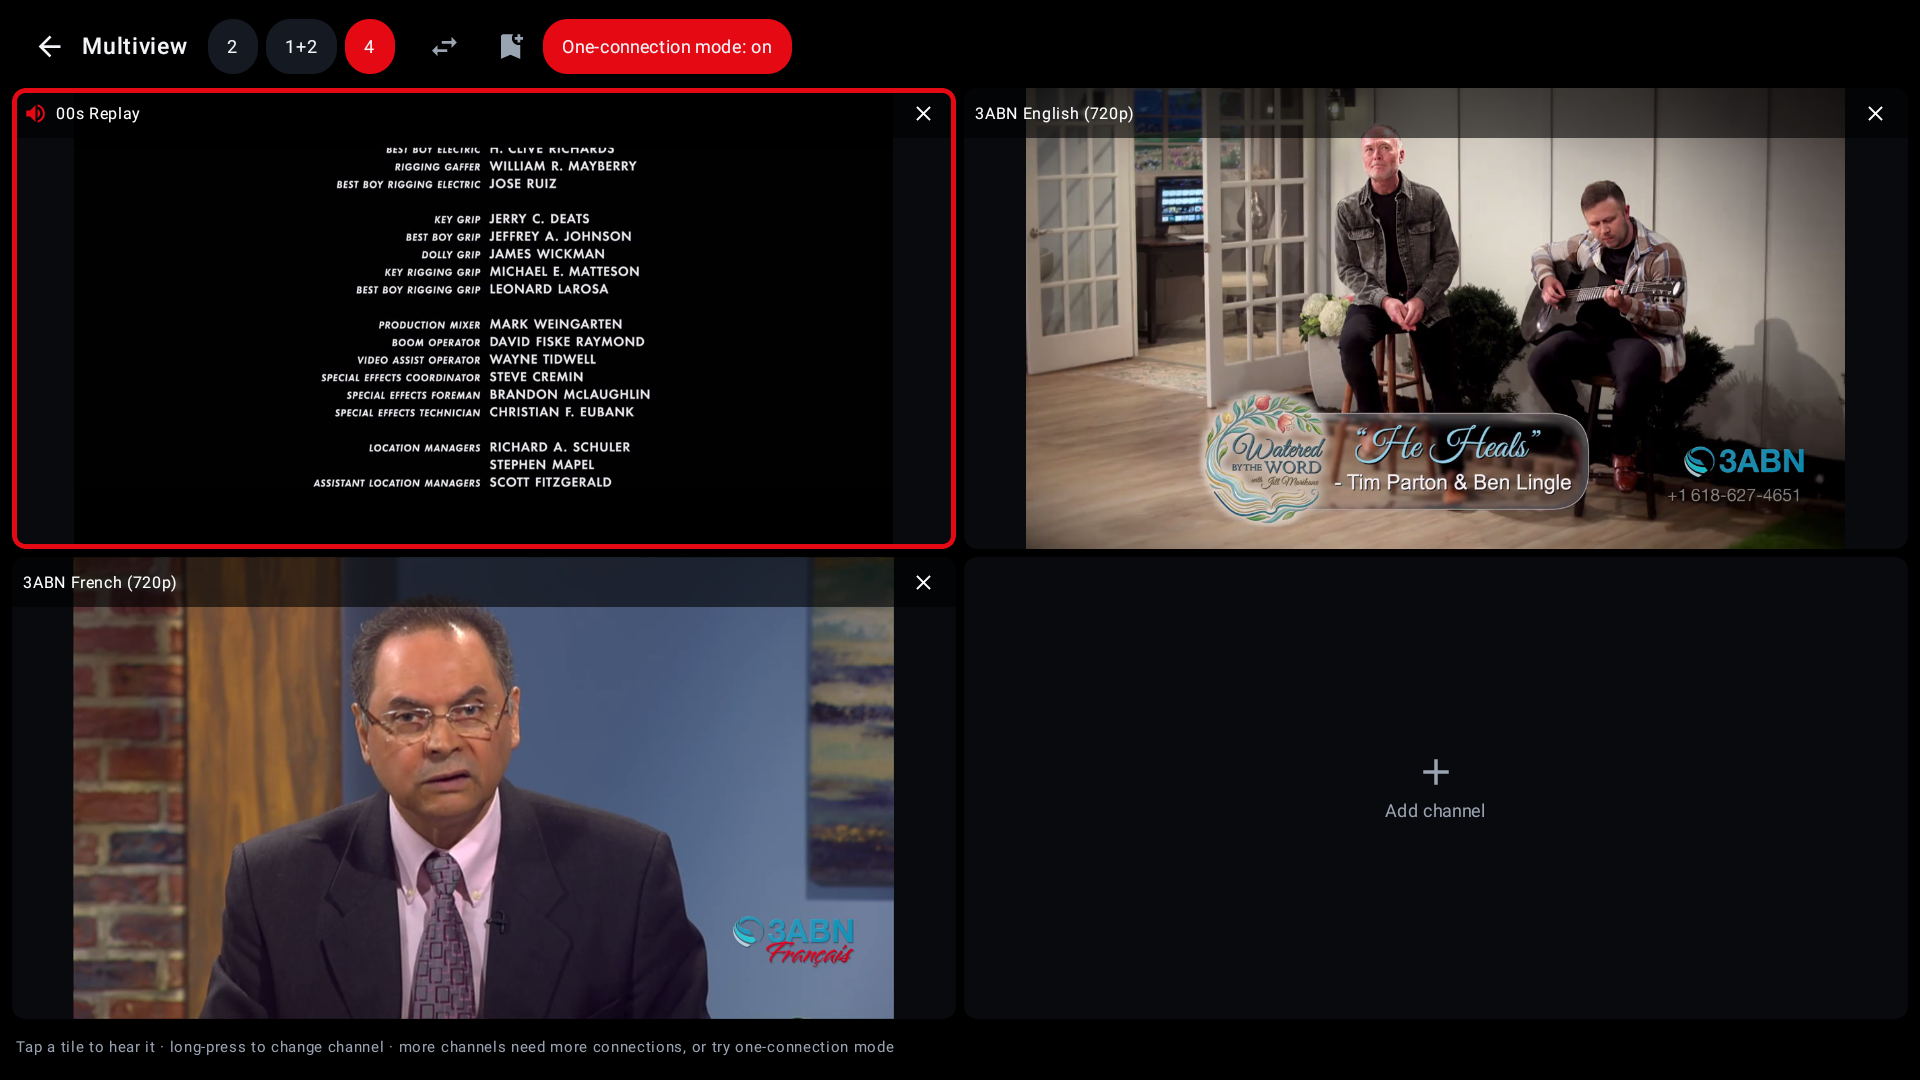 Multiview
2
1+2
4
One-connection mode: on
00s Replay
BEST BOY ELECTRIC H. CLIVE RICHARDS
RIGGING GAFFER WILLIAM R. MAYBERRY
BEST BOY RIGGING ELECTRIC JOSE RUIZ
KEY GRIP JERRY C. DEATS
BEST BOY GRIP JEFFREY A. JOHNSON
DOLLY GRIP JAMES WICKMAN
KEY RIGGING GRIP MICHAEL E. MATTESON
BEST BOY RIGGING GRIP LEONARD LAROSA
PRODUCTION MIXER MARK WEINGARTEN
BOOM OPERATOR DAVID FISKE RAYMOND
VIDEO ASSIST OPERATOR WAYNE TIDWELL
SPECIAL EFFECTS COORDINATOR STEVE CREMIN
SPECIAL EFFECTS FOREMAN BRANDON McLAUGHLIN
SPECIAL EFFECTS TECHNICIAN CHRISTIAN F. EUBANK
LOCATION MANAGERS RICHARD A. SCHULER
STEPHEN MAPEL
ASSISTANT LOCATION MANAGERS SCOTT FITZGERALD
3ABN English (720p)
Watered
BY THE WORD
with Jill Morikone
“He Heals”
- Tim Parton & Ben Lingle
3ABN
+1 618-627-4651
3ABN French (720p)
3ABN
Français
Add channel
Tap a tile to hear it · long-press to change channel · more channels need more connections, or try one-connection mode